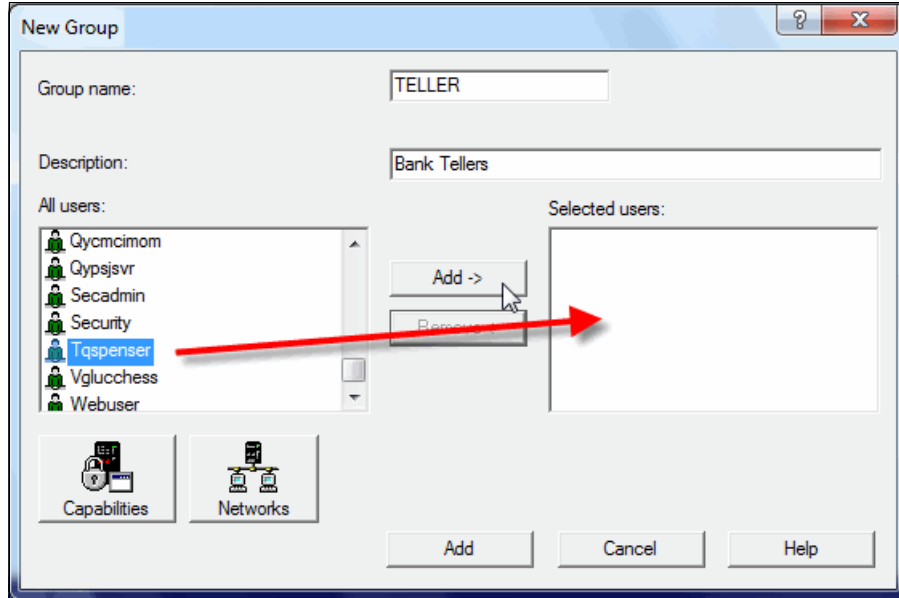 New Group
Group name:
TELLER
Description:
Bank Tellers
All users:
Selected users:
Qycmcimom
Qypsjsvr
Secadmin
Security
Tqspenser
Vglucchess
Webuser
Add ->
Capabilities
Networks
Add
Cancel
Help